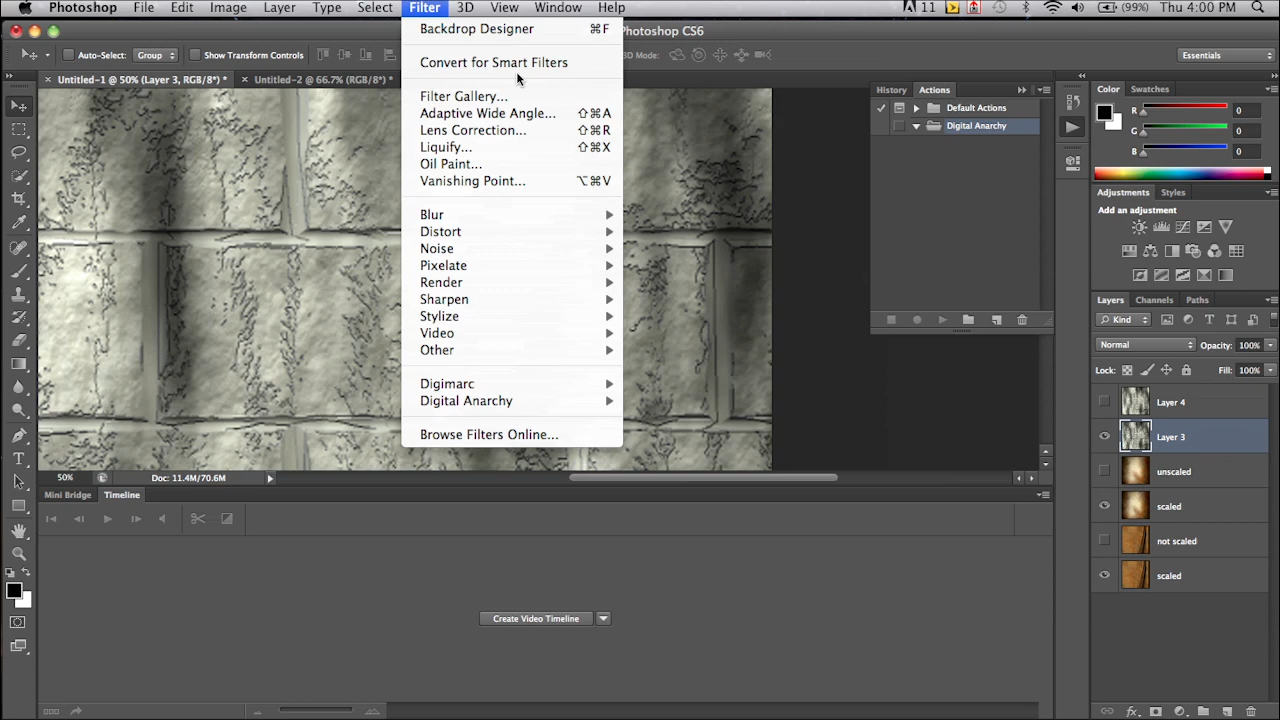 Photoshop File Edit Image Layer Type Select Filter 3D View Window Help 11 (99%) Thu 4:00 PM
Photoshop CS6
Auto-Select: Group Show Transform Controls 3D Mode: Essentials
Untitled-1 @ 50% (Layer 3, RGB/8*) * Untitled-2 @ 66.7% (RGB/8*) *
Backdrop Designer ⌘F
Convert for Smart Filters
Filter Gallery...
Adaptive Wide Angle... ⇧⌘A
Lens Correction... ⇧⌘R
Liquify... ⇧⌘X
Oil Paint...
Vanishing Point... ⌥⌘V
Blur
Distort
Noise
Pixelate
Render
Sharpen
Stylize
Video
Other
Digimarc
Digital Anarchy
Browse Filters Online...
History Actions
Default Actions
Digital Anarchy
Color Swatches
R 0
G 0
B 0
Adjustments Styles
Add an adjustment
Layers Channels Paths
Kind
Normal Opacity: 100%
Lock: Fill: 100%
Layer 4
Layer 3
unscaled
scaled
not scaled
scaled
50% Doc: 11.4M/70.6M
Mini Bridge Timeline
Create Video Timeline